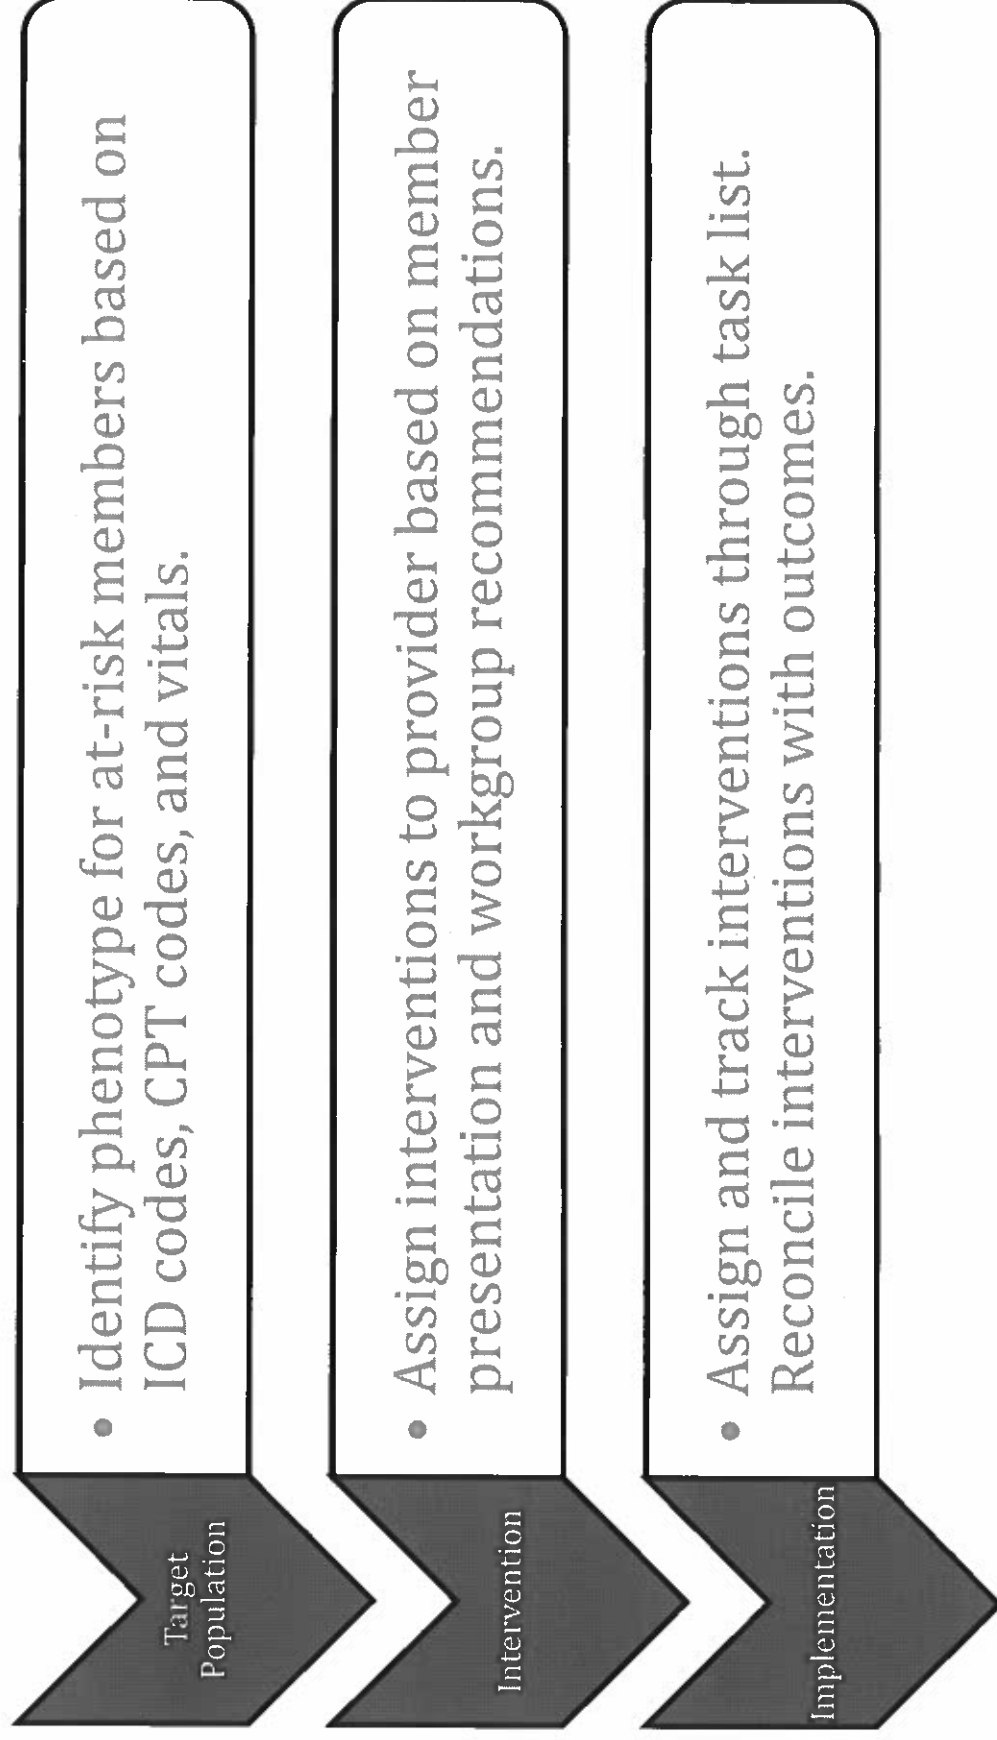 Target
Population
• Identify phenotype for at-risk members based on
ICD codes, CPT codes, and vitals.
Intervention
• Assign interventions to provider based on member
presentation and workgroup recommendations.
Implementation
• Assign and track interventions through task list.
Reconcile interventions with outcomes.